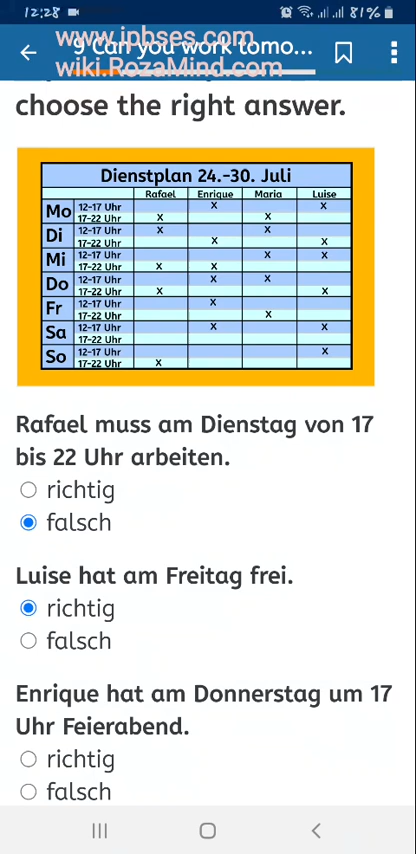 12:28
81%
9 Can you work tomo...
www.ipbses.com
wiki.RozaMind.com
choose the right answer.
Dienstplan 24.-30. Juli
Rafael Enrique Maria Luise
Mo 12-17 Uhr x x
17-22 Uhr x x
Di 12-17 Uhr x x
17-22 Uhr x x
Mi 12-17 Uhr x x
17-22 Uhr x x
Do 12-17 Uhr x x
17-22 Uhr x x
Fr 12-17 Uhr x
17-22 Uhr x
Sa 12-17 Uhr x x
17-22 Uhr
So 12-17 Uhr x
17-22 Uhr x
Rafael muss am Dienstag von 17
bis 22 Uhr arbeiten.
richtig
falsch
Luise hat am Freitag frei.
richtig
falsch
Enrique hat am Donnerstag um 17
Uhr Feierabend.
richtig
falsch